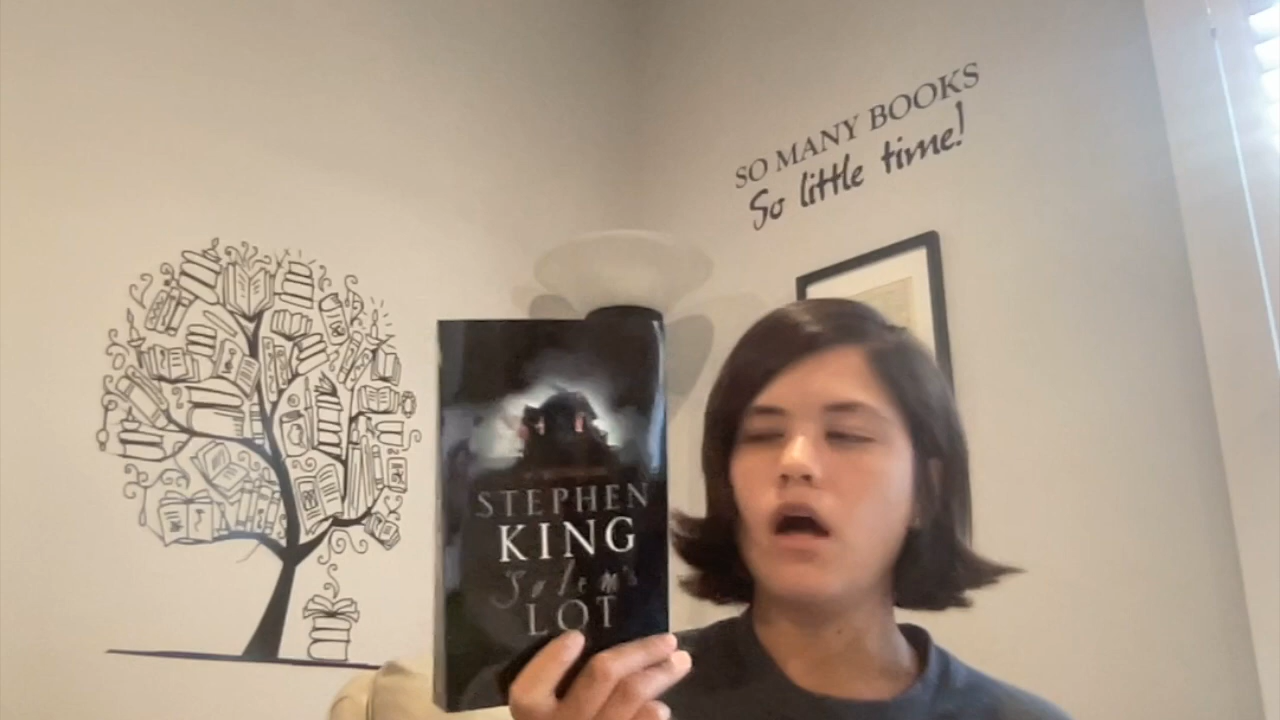 SO MANY BOOKS
So little time!
STEPHEN
KING
Salem's
LOT